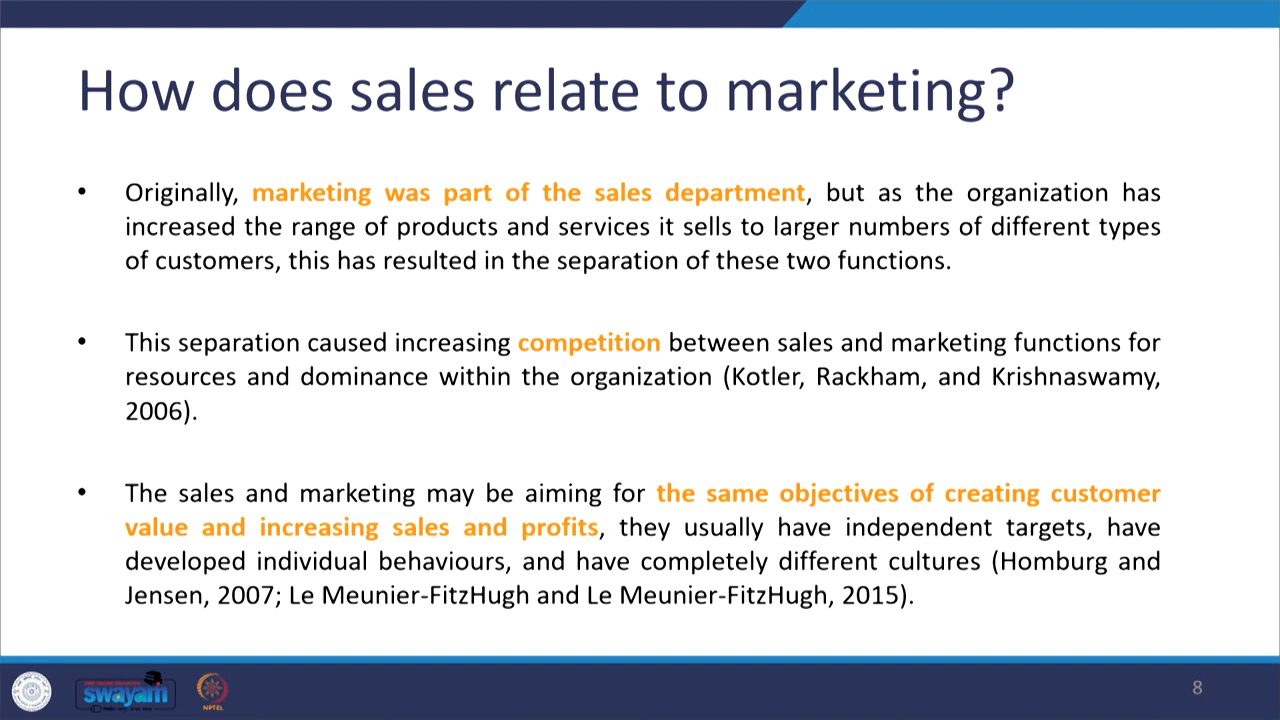 How does sales relate to marketing?
• Originally, marketing was part of the sales department, but as the organization has
increased the range of products and services it sells to larger numbers of different types
of customers, this has resulted in the separation of these two functions.
• This separation caused increasing competition between sales and marketing functions for
resources and dominance within the organization (Kotler, Rackham, and Krishnaswamy,
2006).
• The sales and marketing may be aiming for the same objectives of creating customer
value and increasing sales and profits, they usually have independent targets, have
developed individual behaviours, and have completely different cultures (Homburg and
Jensen, 2007; Le Meunier-FitzHugh and Le Meunier-FitzHugh, 2015).
swayam
NPTEL
8